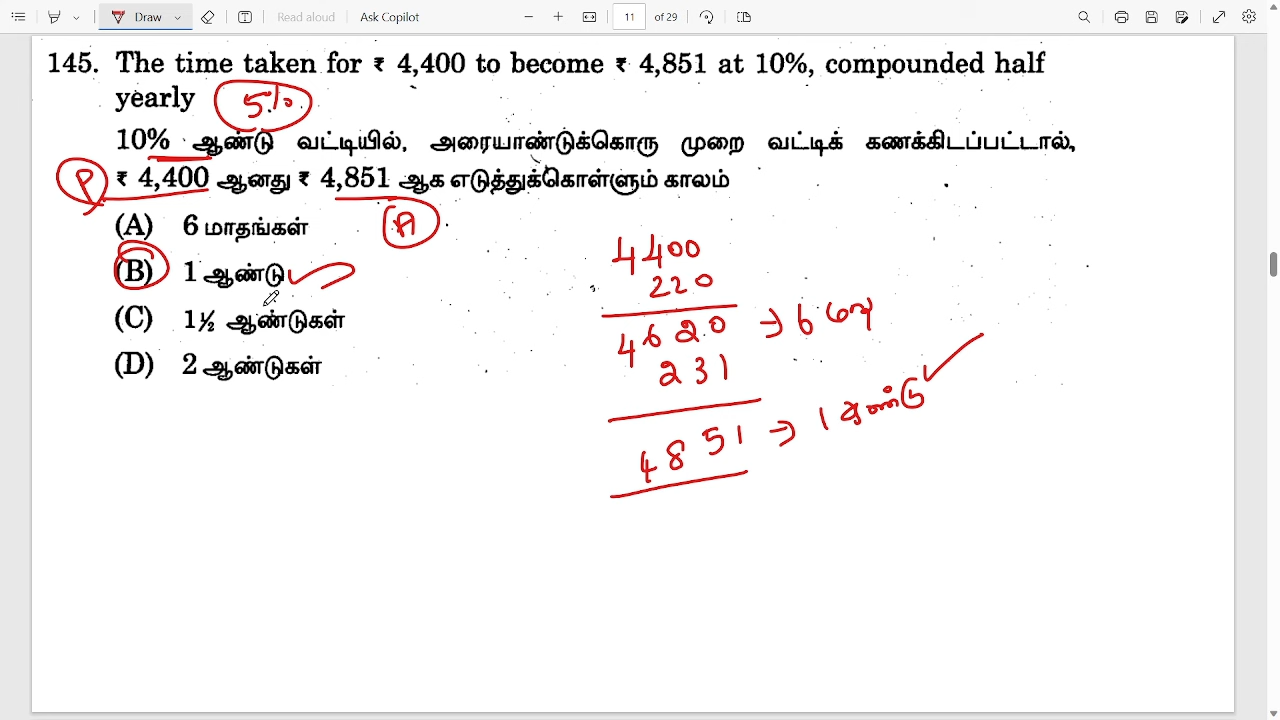 Draw
Read aloud
Ask Copilot
11 of 29
145. The time taken for ₹ 4,400 to become ₹ 4,851 at 10%, compounded half
yearly 5%
10% ஆண்டு வட்டியில், அரையாண்டுக்கொரு முறை வட்டிக் கணக்கிடப்பட்டால்,
P ₹ 4,400 ஆனது ₹ 4,851 ஆக எடுத்துக்கொள்ளும் காலம்
A
(A) 6 மாதங்கள்
(B) 1 ஆண்டு
(C) 1½ ஆண்டுகள்
(D) 2 ஆண்டுகள்
4400
220
4620 → 6
231
4851 → 1 ஆண்டு